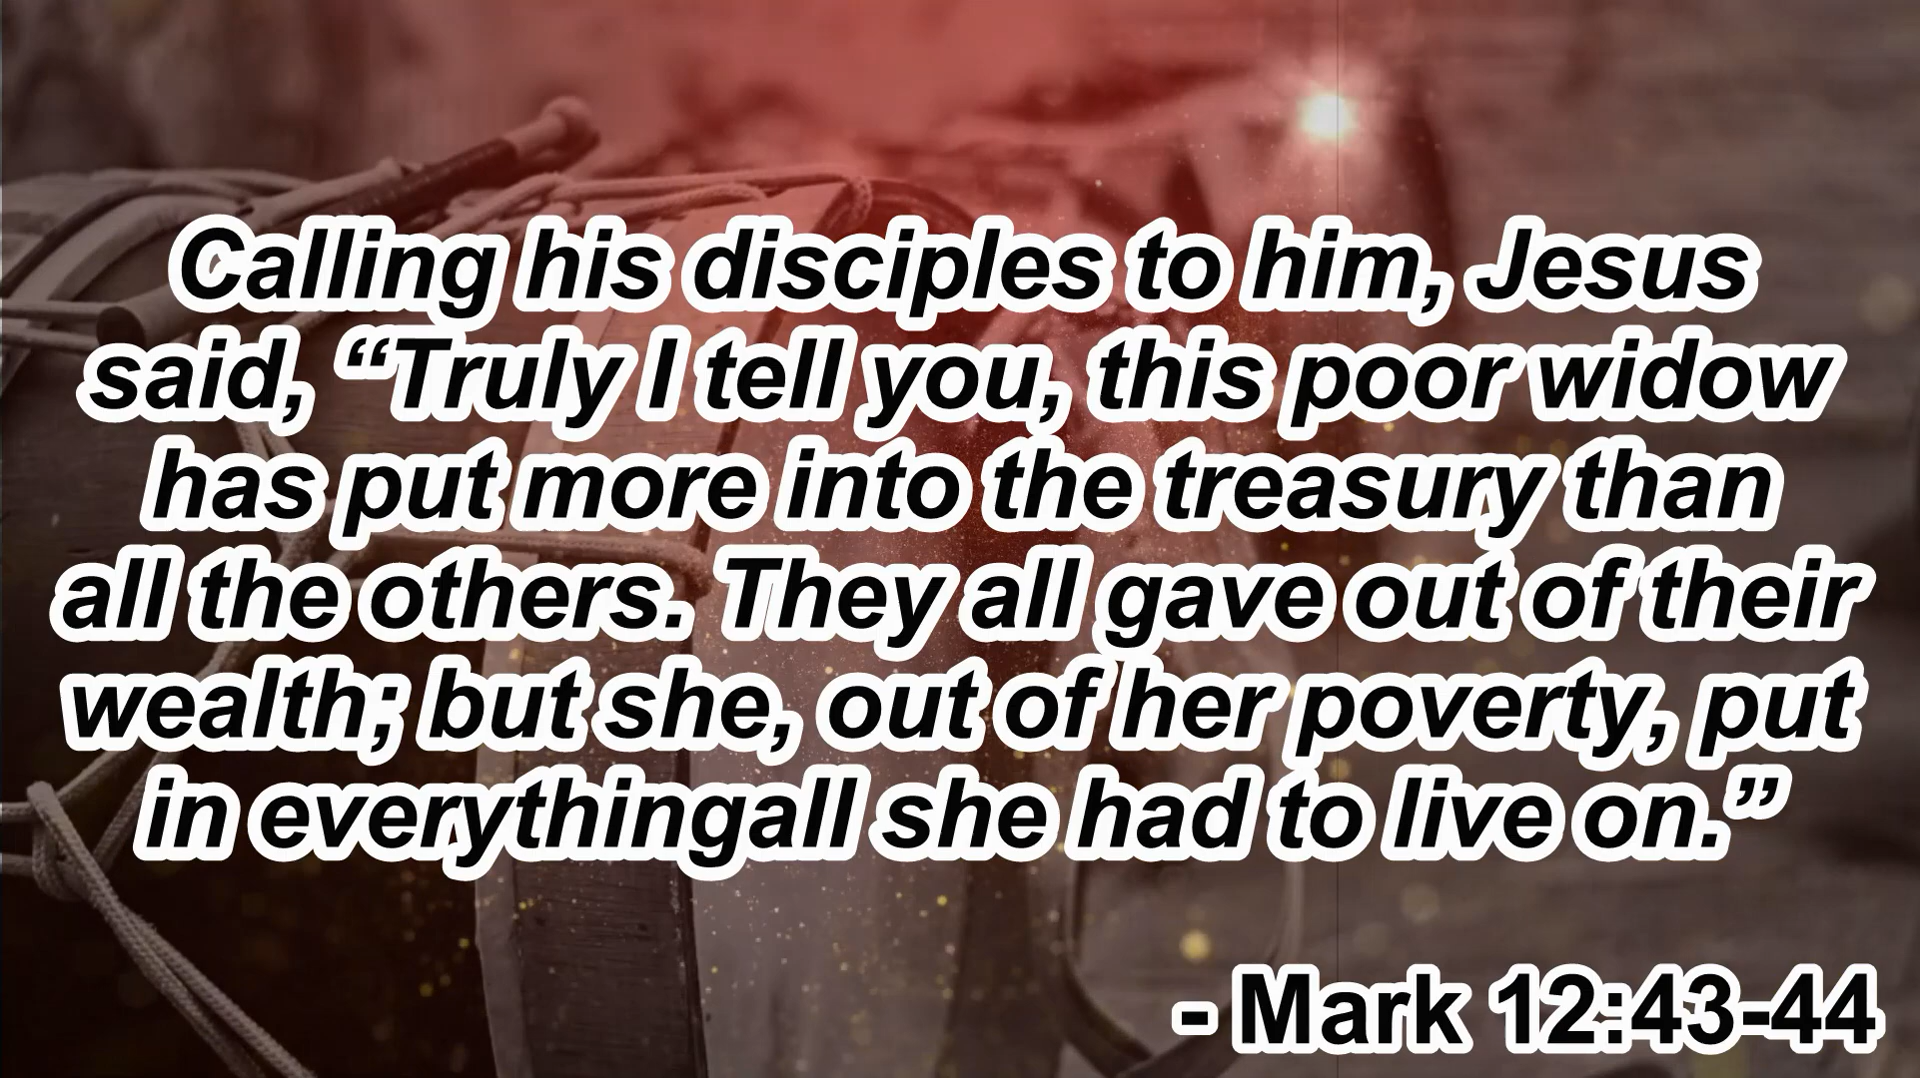 Calling his disciples to him, Jesus
said, “Truly I tell you, this poor widow
has put more into the treasury than
all the others. They all gave out of their
wealth; but she, out of her poverty, put
in everythingall she had to live on.”
- Mark 12:43-44